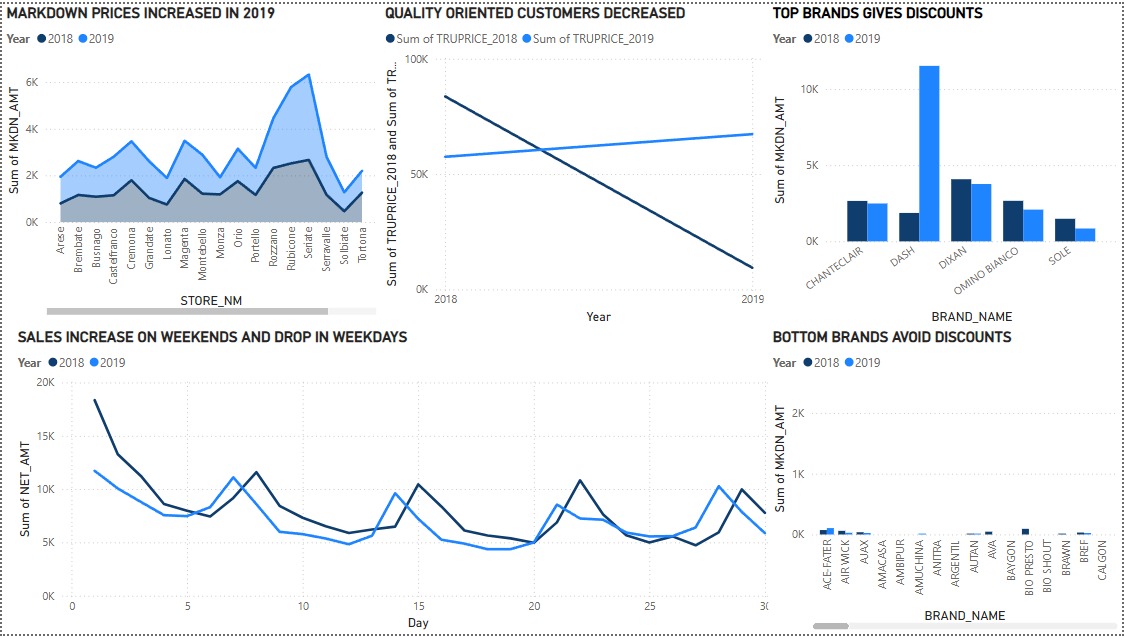 MARKDOWN PRICES INCREASED IN 2019
Year 2018 2019
Sum of MKDN_AMT
6K
4K
2K
0K
Arese
Brembate
Busnago
Castelfranco
Cremona
Grandate
Lonato
Magenta
Montebello
Monza
Orio
Portello
Rozzano
Rubicone
Seriate
Serravalle
Solbiate
Tortona
STORE_NM
QUALITY ORIENTED CUSTOMERS DECREASED
Sum of TRUPRICE_2018 Sum of TRUPRICE_2019
Sum of TRUPRICE_2018 and Sum of TR...
100K
50K
0K
2018
2019
Year
TOP BRANDS GIVES DISCOUNTS
Year 2018 2019
Sum of MKDN_AMT
10K
5K
0K
CHANTECLAIR
DASH
DIXAN
OMINO BIANCO
SOLE
BRAND_NAME
SALES INCREASE ON WEEKENDS AND DROP IN WEEKDAYS
Year 2018 2019
Sum of NET_AMT
20K
15K
10K
5K
0K
0
5
10
15
20
25
30
Day
BOTTOM BRANDS AVOID DISCOUNTS
Year 2018 2019
Sum of MKDN_AMT
2K
1K
0K
ACE-FATER
AIR WICK
AJAX
AMACASA
AMBIPUR
AMUCHINA
ANITRA
ARGENTIL
AUTAN
AVA
BAYGON
BIO PRESTO
BIO SHOUT
BRAWN
BREF
CALGON
BRAND_NAME